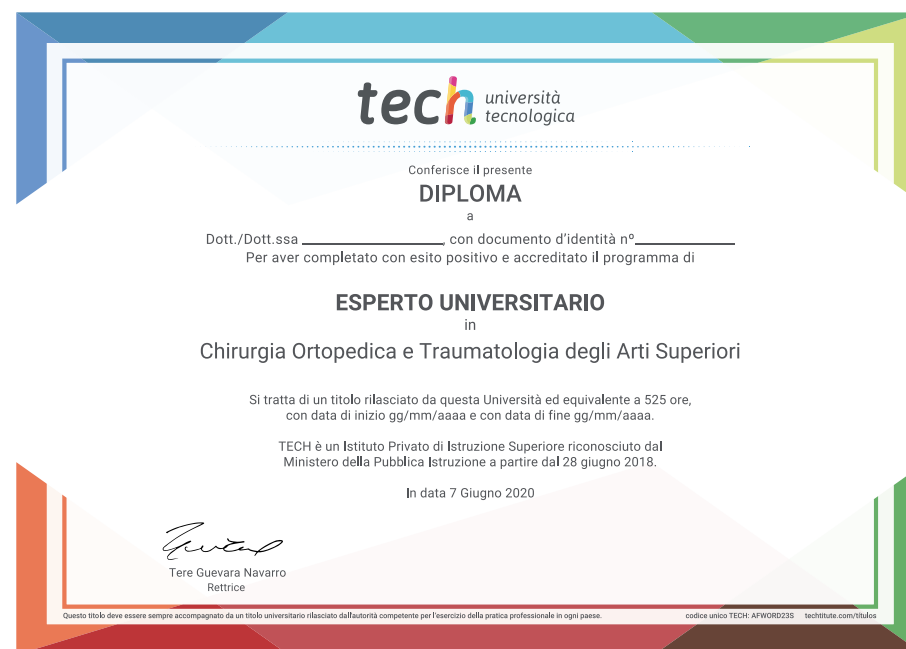 tech università
tecnologica
Conferisce il presente
DIPLOMA
a
Dott./Dott.ssa ____________________, con documento d'identità nº______________
Per aver completato con esito positivo e accreditato il programma di
ESPERTO UNIVERSITARIO
in
Chirurgia Ortopedica e Traumatologia degli Arti Superiori
Si tratta di un titolo rilasciato da questa Università ed equivalente a 525 ore,
con data di inizio gg/mm/aaaa e con data di fine gg/mm/aaaa.
TECH è un Istituto Privato di Istruzione Superiore riconosciuto dal
Ministero della Pubblica Istruzione a partire dal 28 giugno 2018.
In data 7 Giugno 2020
Tere Guevara Navarro
Rettrice
Questo titolo deve essere sempre accompagnato da un titolo universitario rilasciato dall'autorità competente per l'esercizio della pratica professionale in ogni paese. codice unico TECH: AFWORD23S techtitute.com/titulos